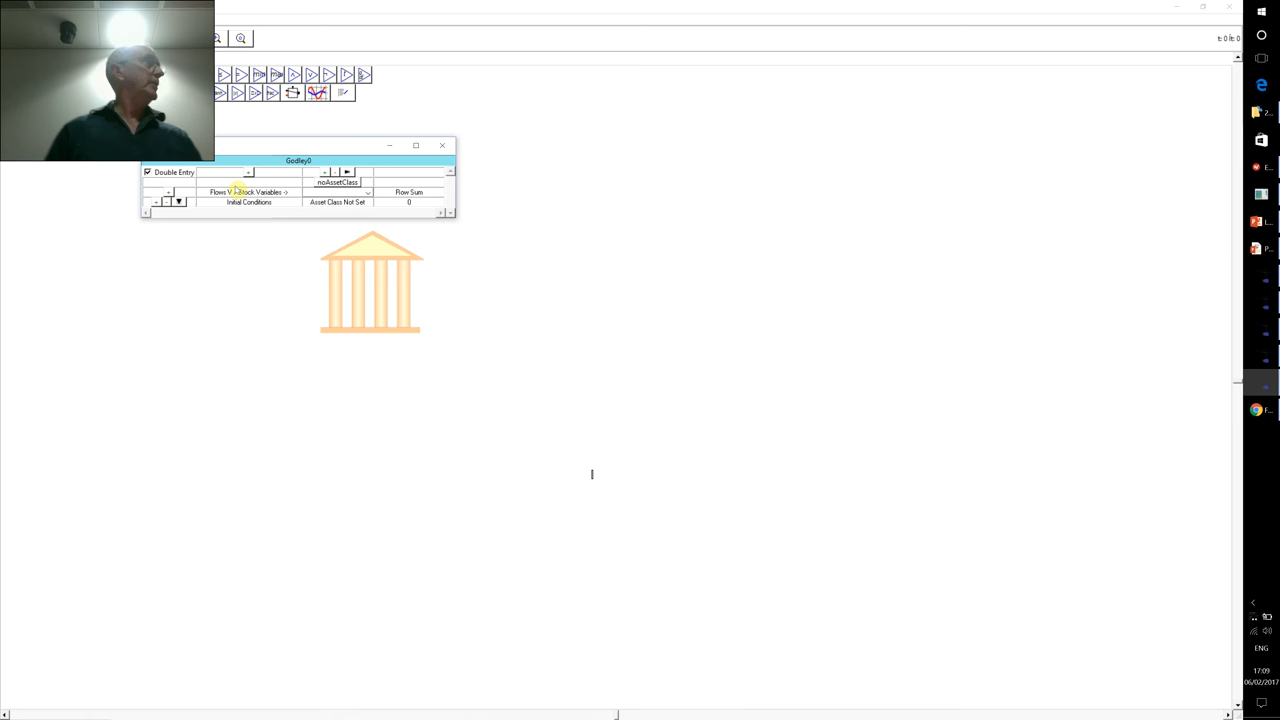 t: 0 Δt: 0
Godley0
Double Entry
noAssetClass
Flows V / Stock Variables ->
Flow Sum
Initial Conditions
Asset Class Not Set
0
ENG
17:09
06/02/2017